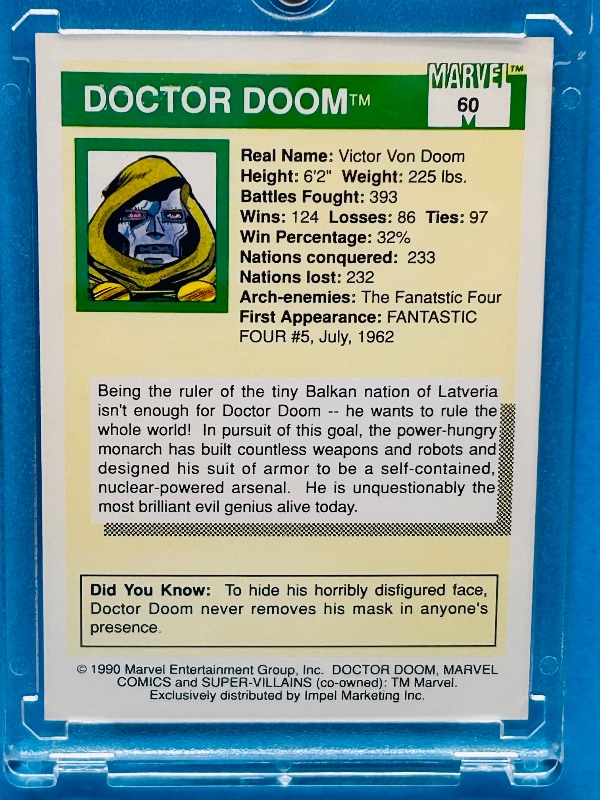 MARVEL™
DOCTOR DOOM™
60
Real Name: Victor Von Doom
Height: 6'2" Weight: 225 lbs.
Battles Fought: 393
Wins: 124 Losses: 86 Ties: 97
Win Percentage: 32%
Nations conquered: 233
Nations lost: 232
Arch-enemies: The Fanatstic Four
First Appearance: FANTASTIC
FOUR #5, July, 1962
Being the ruler of the tiny Balkan nation of Latveria
isn't enough for Doctor Doom -- he wants to rule the
whole world! In pursuit of this goal, the power-hungry
monarch has built countless weapons and robots and
designed his suit of armor to be a self-contained,
nuclear-powered arsenal. He is unquestionably the
most brilliant evil genius alive today.
Did You Know: To hide his horribly disfigured face,
Doctor Doom never removes his mask in anyone's
presence.
© 1990 Marvel Entertainment Group, Inc. DOCTOR DOOM, MARVEL
COMICS and SUPER-VILLAINS (co-owned): TM Marvel.
Exclusively distributed by Impel Marketing Inc.